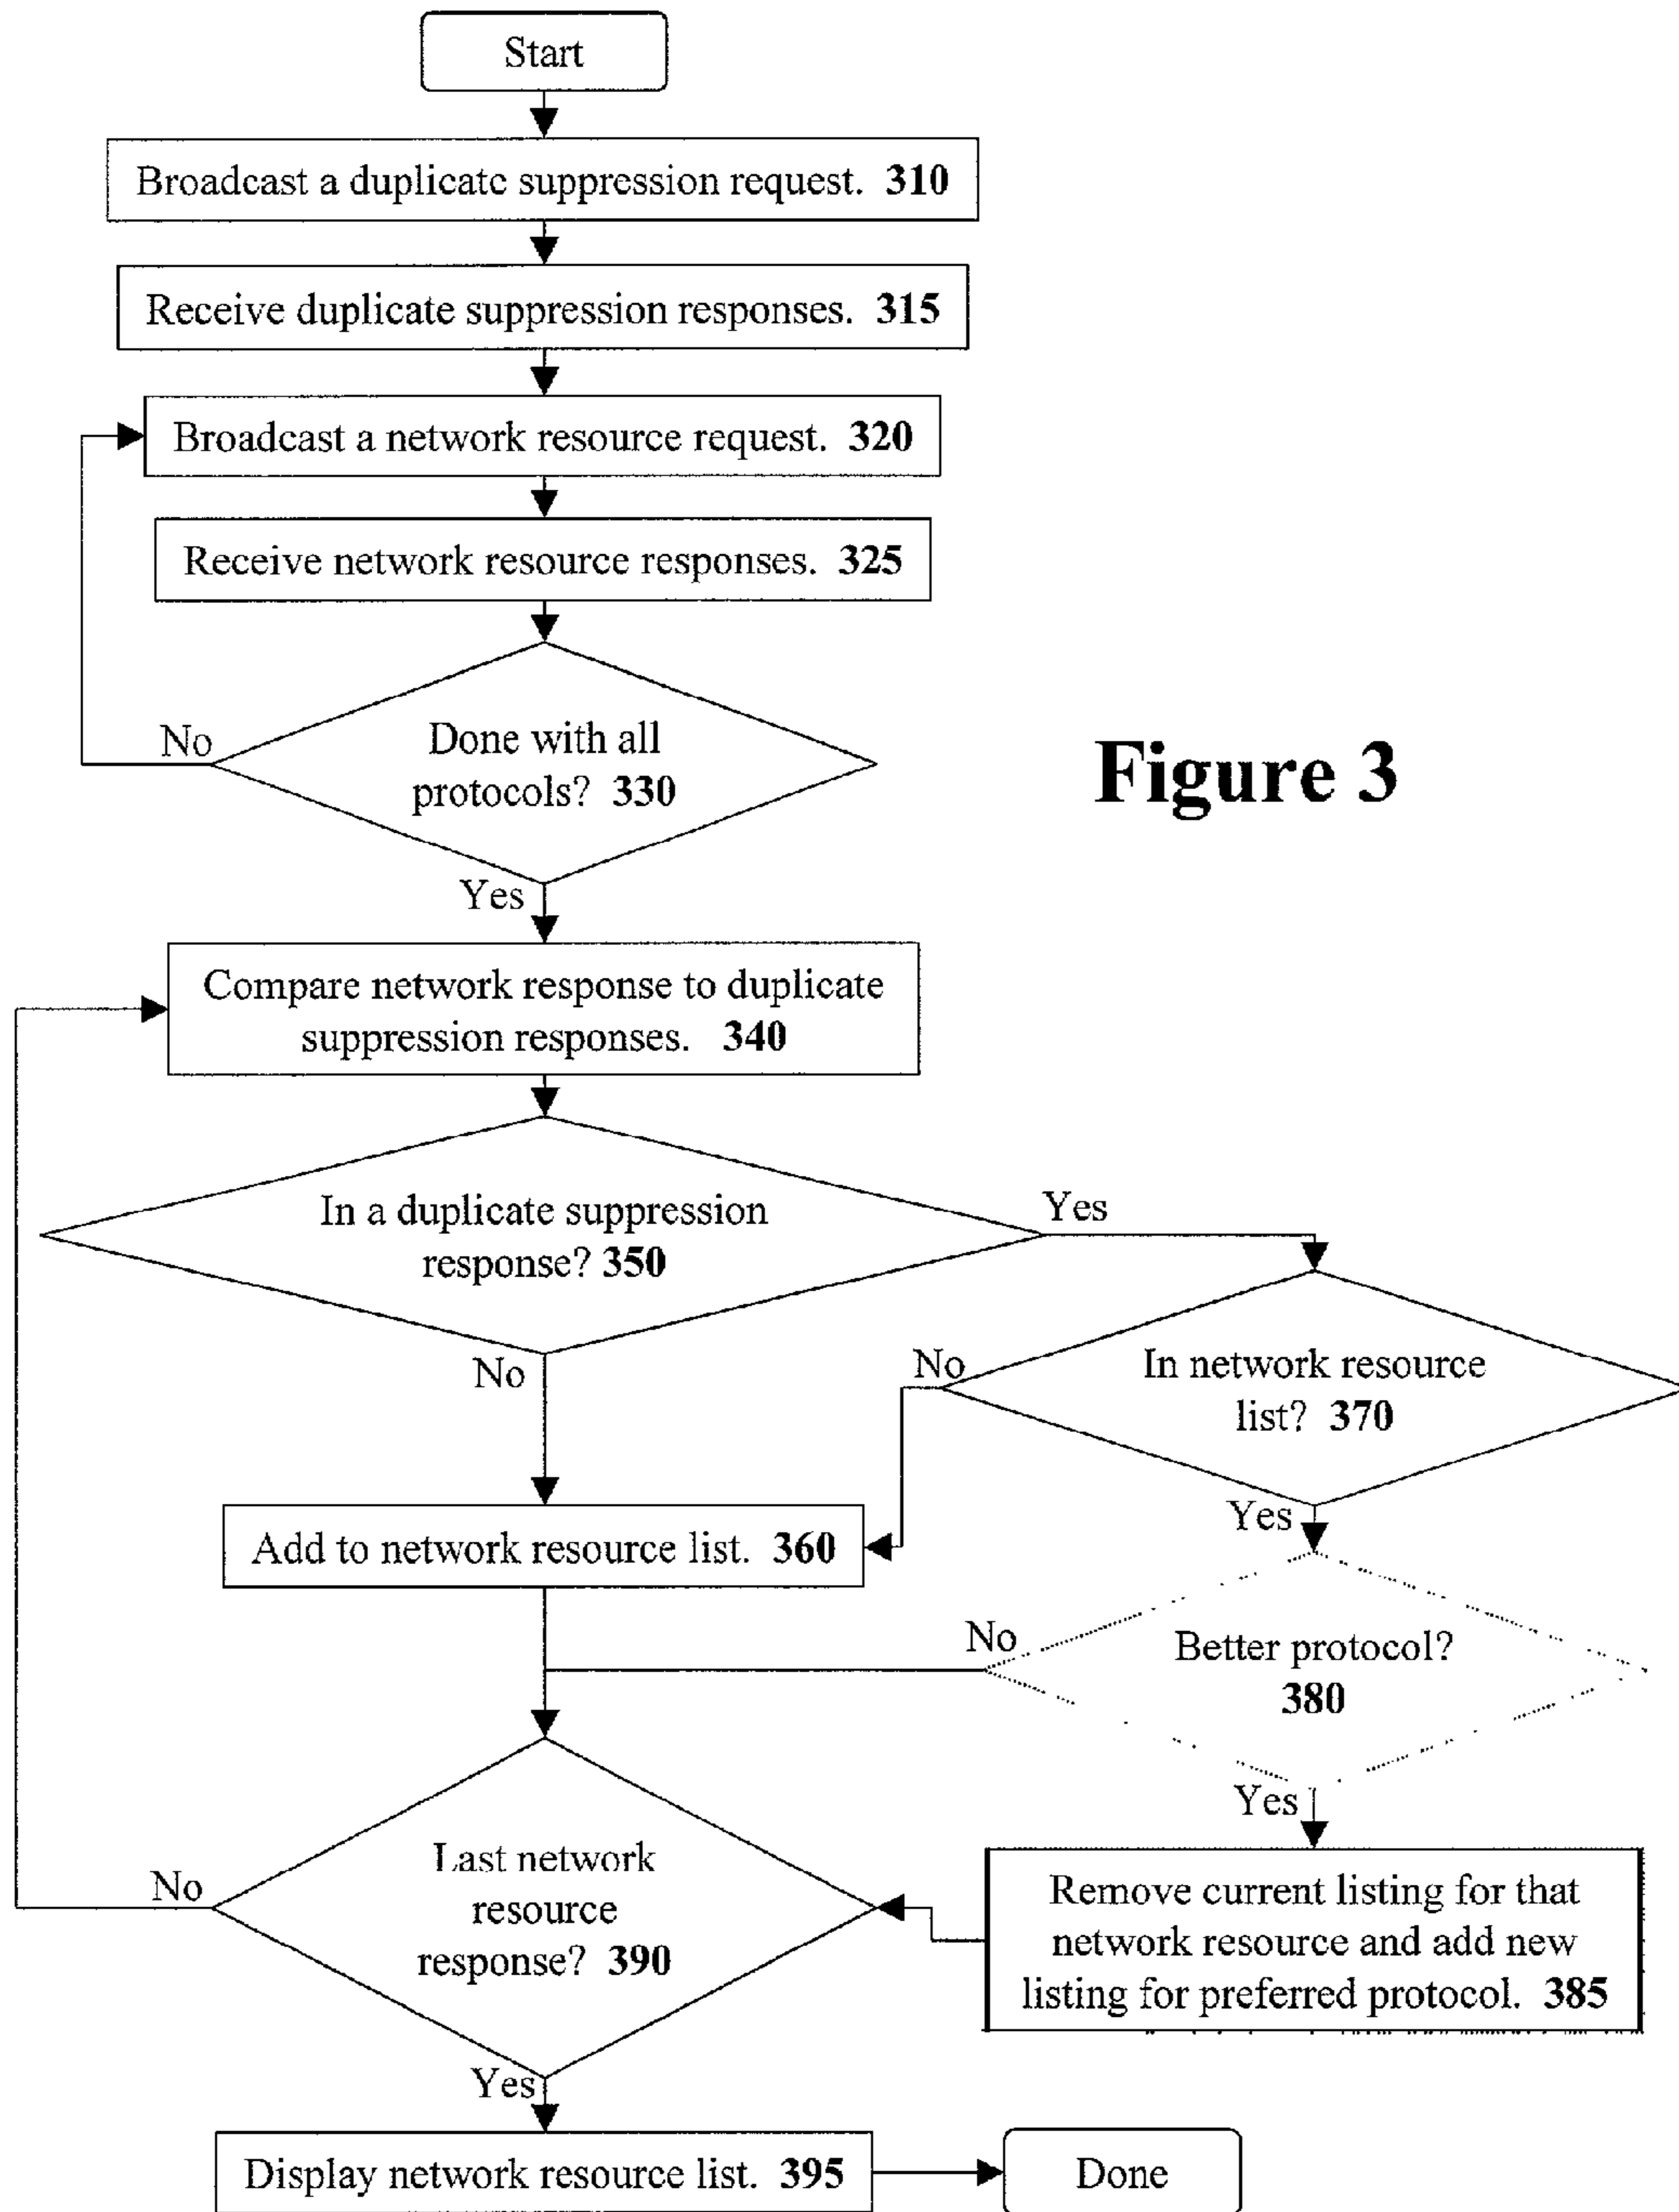 Start
Broadcast a duplicate suppression request. 310
Receive duplicate suppression responses. 315
Broadcast a network resource request. 320
Receive network resource responses. 325
Done with all
protocols? 330
No
Yes
Figure 3
Compare network response to duplicate
suppression responses. 340
In a duplicate suppression
response? 350
Yes
No
In network resource
list? 370
No
Yes
Add to network resource list. 360
Better protocol?
380
No
Yes
Last network
resource
response? 390
No
Yes
Remove current listing for that
network resource and add new
listing for preferred protocol. 385
Display network resource list. 395
Done